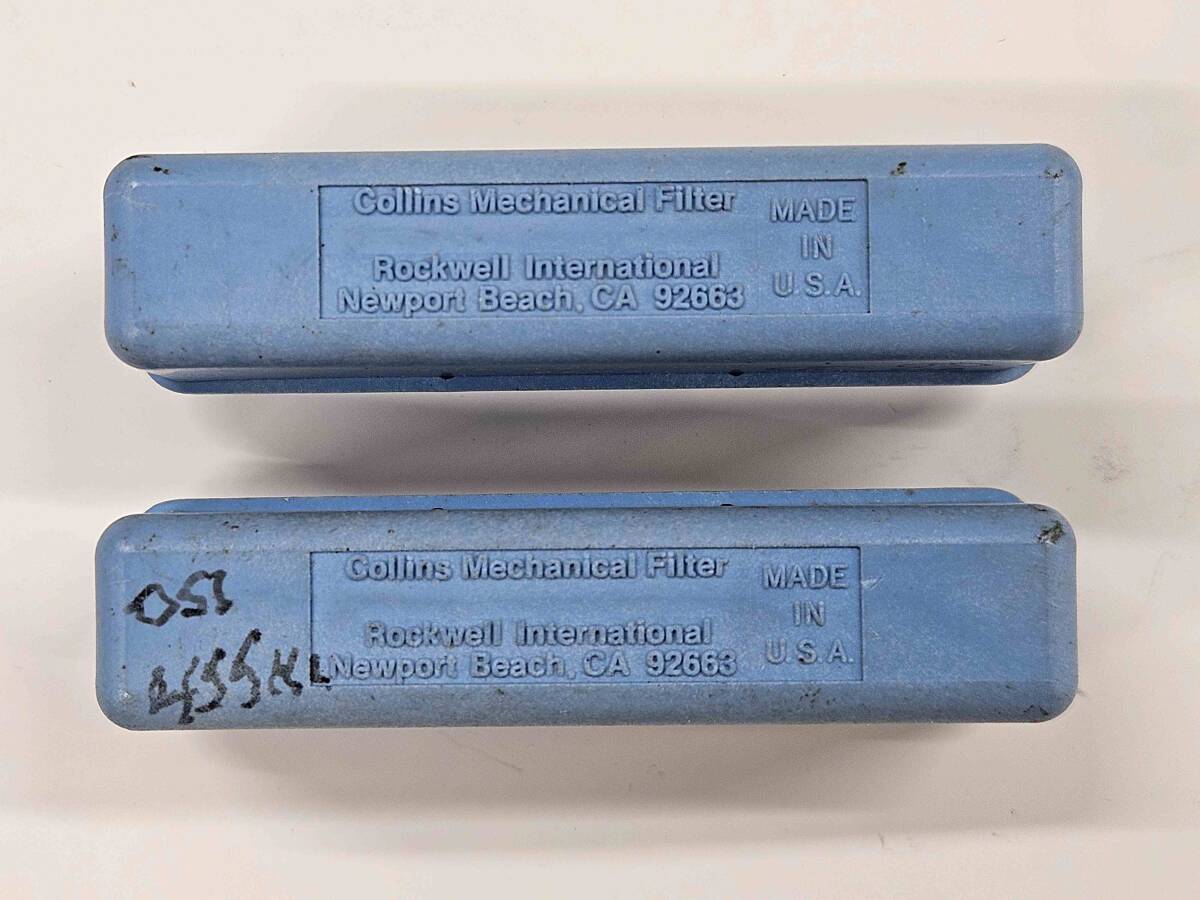 Collins Mechanical Filter
Rockwell International
Newport Beach, CA 92663
MADE
IN
U.S.A.
Collins Mechanical Filter
Rockwell International
Newport Beach, CA 92663
MADE
IN
U.S.A.
455KHz